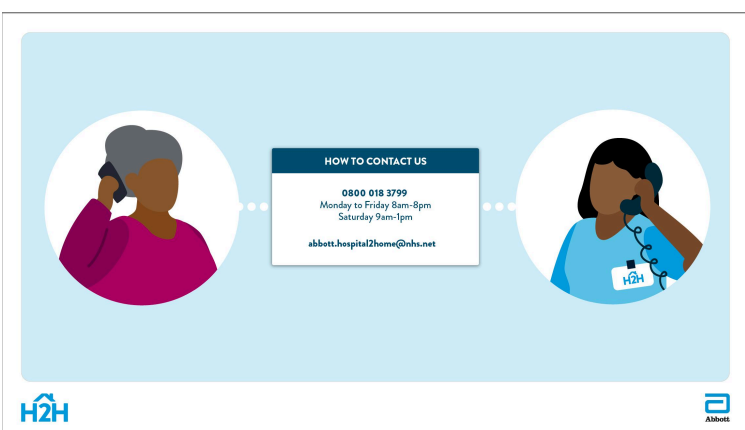 HOW TO CONTACT US
0800 018 3799
Monday to Friday 8am-8pm
Saturday 9am-1pm
abbott.hospital2home@nhs.net
H2H
H2H
Abbott